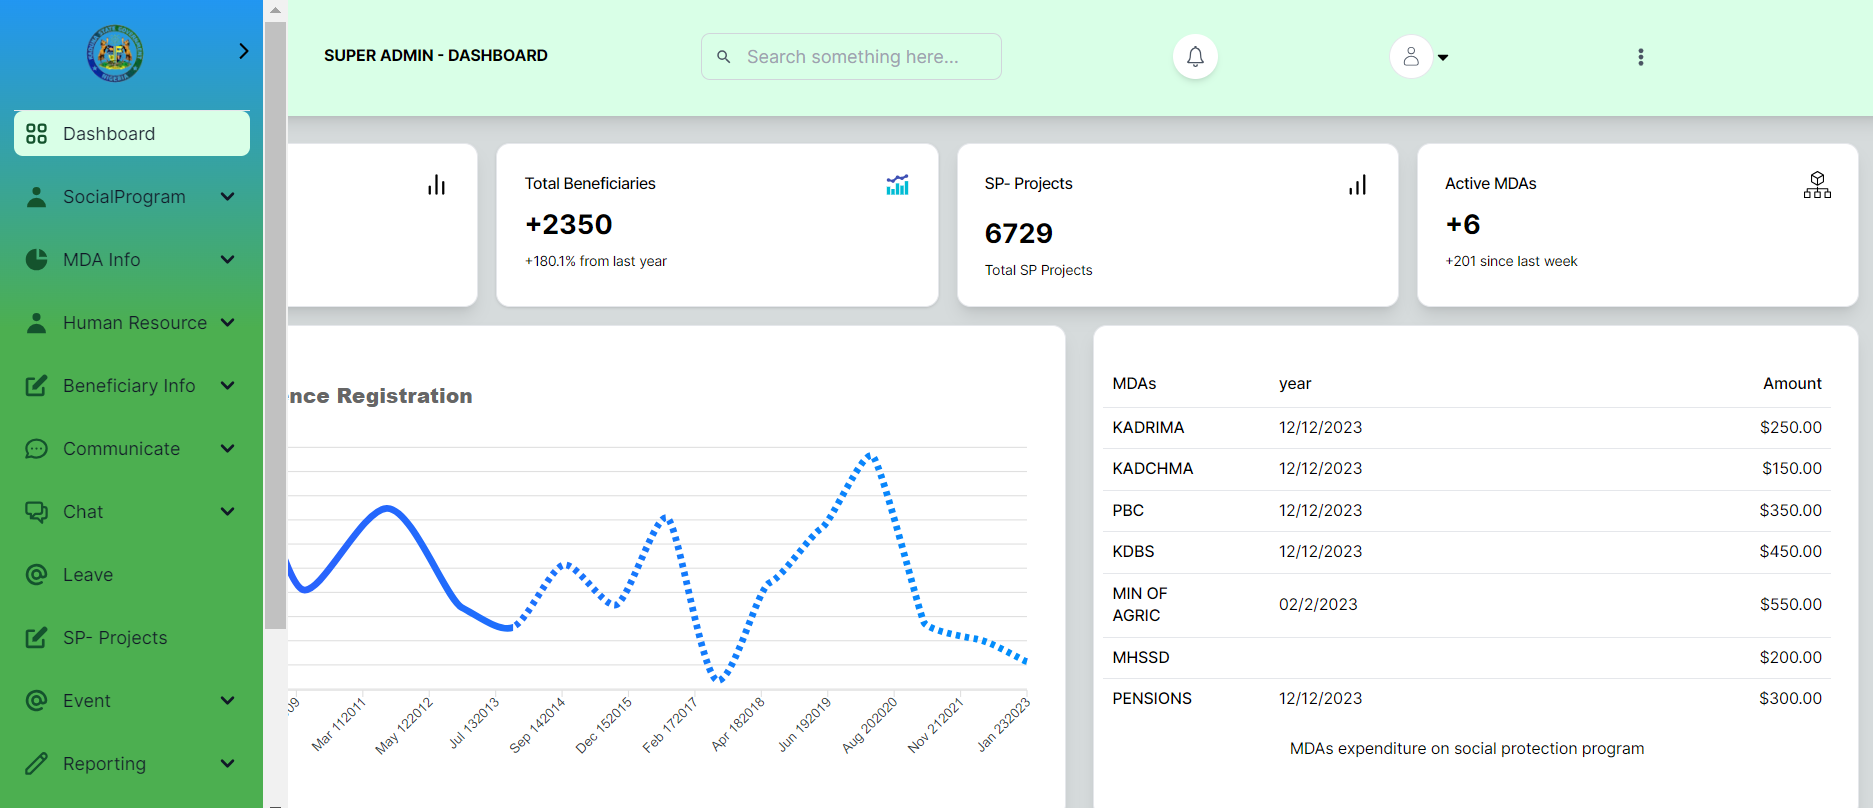 KADUNA STATE GOVERNMENT
NIGERIA
Dashboard
SocialProgram
MDA Info
Human Resource
Beneficiary Info
Communicate
Chat
Leave
SP- Projects
Event
Reporting
SUPER ADMIN - DASHBOARD
Search something here...
Total Beneficiaries
+2350
+180.1% from last year
SP- Projects
6729
Total SP Projects
Active MDAs
+6
+201 since last week
ence Registration
09
Mar 112011
May 122012
Jul 132013
Sep 142014
Dec 152015
Feb 172017
Apr 182018
Jun 192019
Aug 202020
Nov 212021
Jan 232023
MDAs year Amount
KADRIMA 12/12/2023 $250.00
KADCHMA 12/12/2023 $150.00
PBC 12/12/2023 $350.00
KDBS 12/12/2023 $450.00
MIN OF
AGRIC 02/2/2023 $550.00
MHSSD $200.00
PENSIONS 12/12/2023 $300.00
MDAs expenditure on social protection program